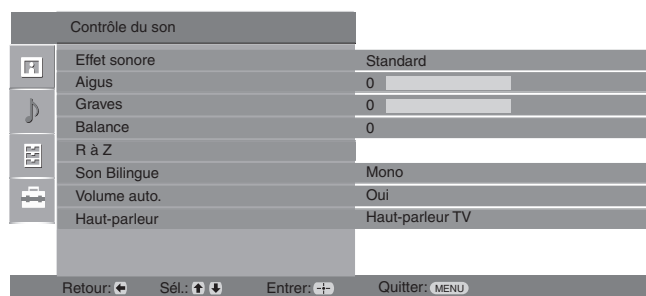 Contrôle du son
Effet sonore Standard
Aigus 0
Graves 0
Balance 0
R à Z
Son Bilingue Mono
Volume auto. Oui
Haut-parleur Haut-parleur TV
Retour: Sél.: Entrer: Quitter: MENU